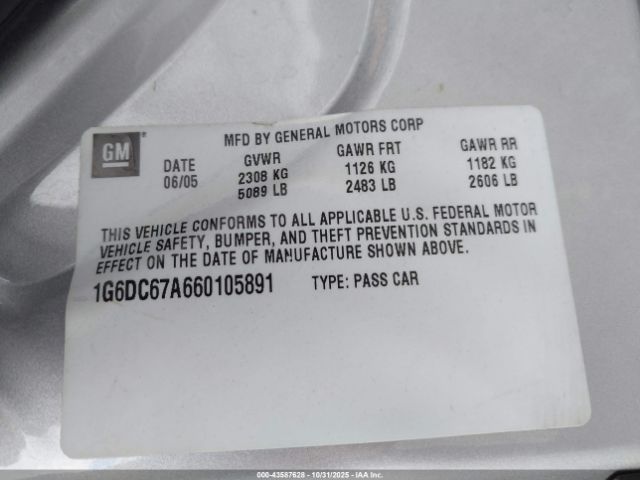 MFD BY GENERAL MOTORS CORP
GM
DATE GVWR GAWR FRT GAWR RR
06/05 2308 KG 1126 KG 1182 KG
5089 LB 2483 LB 2606 LB
THIS VEHICLE CONFORMS TO ALL APPLICABLE U.S. FEDERAL MOTOR
VEHICLE SAFETY, BUMPER, AND THEFT PREVENTION STANDARDS IN
EFFECT ON THE DATE OF MANUFACTURE SHOWN ABOVE.
1G6DC67A660105891 TYPE: PASS CAR
000-43587628 - 10/31/2025 - IAA Inc.